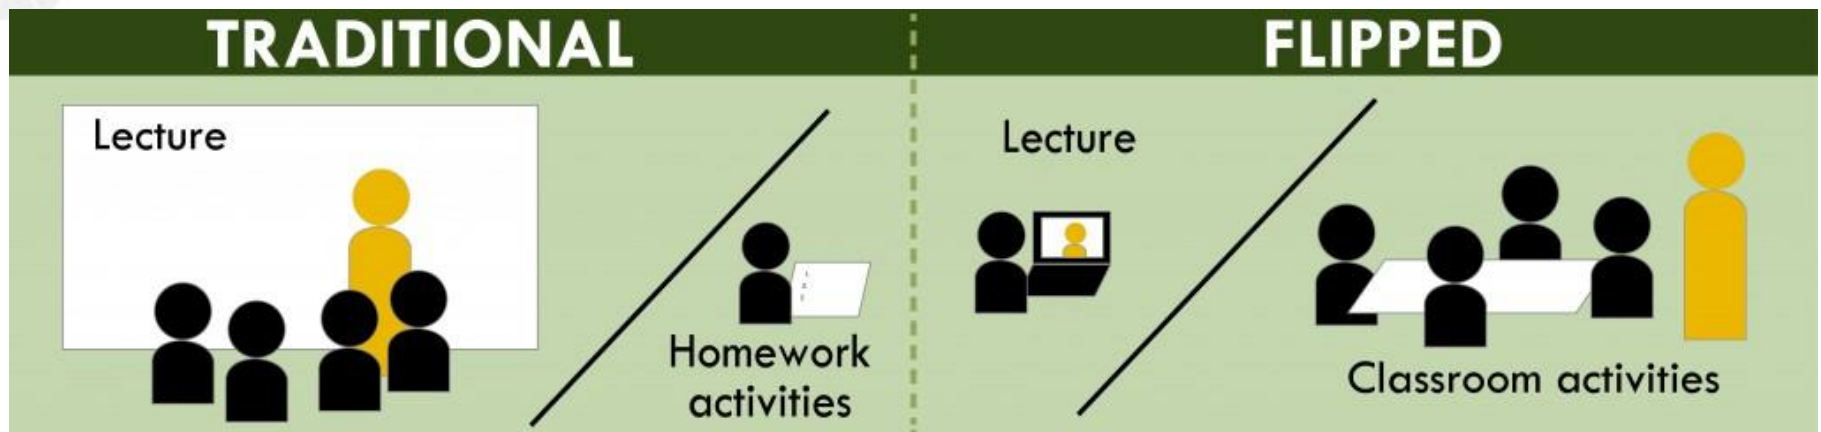 TRADITIONAL
Lecture
Homework
activities
FLIPPED
Lecture
Classroom activities